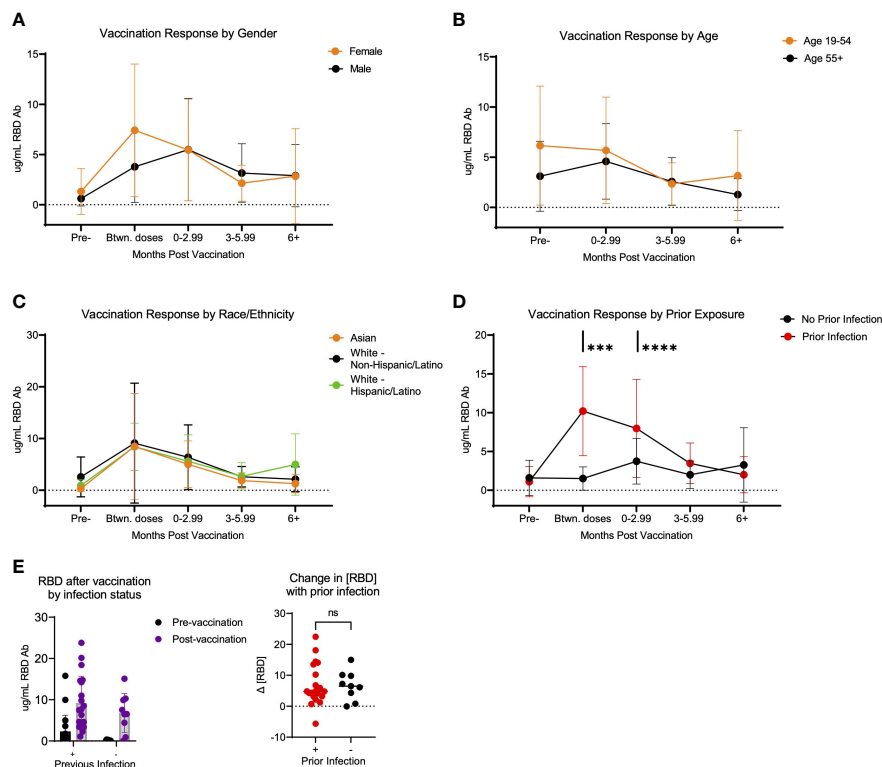 A
Vaccination Response by Gender
Female
Male
15
10
5
0
ug/mL RBD Ab
Pre-
Btwn. doses
0-2.99
3-5.99
6+
Months Post Vaccination
B
Vaccination Response by Age
Age 19-54
Age 55+
15
10
5
0
ug/mL RBD Ab
Pre-
0-2.99
3-5.99
6+
Months Post Vaccination
C
Vaccination Response by Race/Ethnicity
Asian
White -
Non-Hispanic/Latino
White -
Hispanic/Latino
30
20
10
0
ug/mL RBD Ab
Pre-
Btwn. doses
0-2.99
3-5.99
6+
Months Post Vaccination
D
Vaccination Response by Prior Exposure
No Prior Infection
Prior Infection
20
15
10
5
0
ug/mL RBD Ab
***
****
Pre-
Btwn. doses
0-2.99
3-5.99
6+
Months Post Vaccination
E
RBD after vaccination
by infection status
Pre-vaccination
Post-vaccination
30
20
10
0
ug/mL RBD Ab
+
-
Previous Infection
Change in [RBD]
with prior infection
ns
30
20
10
0
-10
Δ [RBD]
+
-
Prior Infection